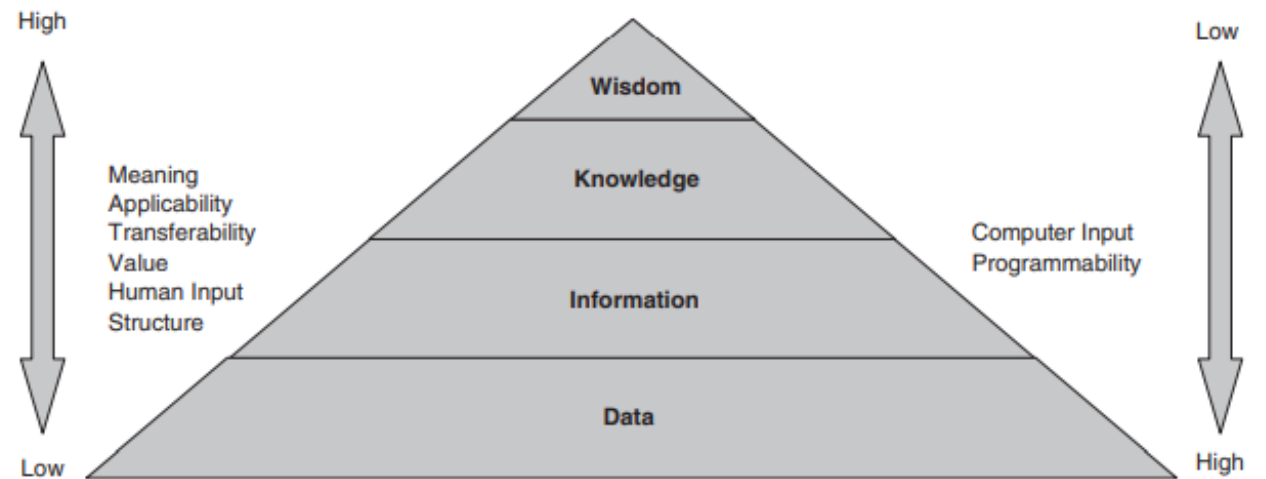 High
Low
Wisdom
Meaning
Knowledge
Applicability
Transferability
Computer Input
Value
Programmability
Human Input
Information
Structure
Data
Low
High